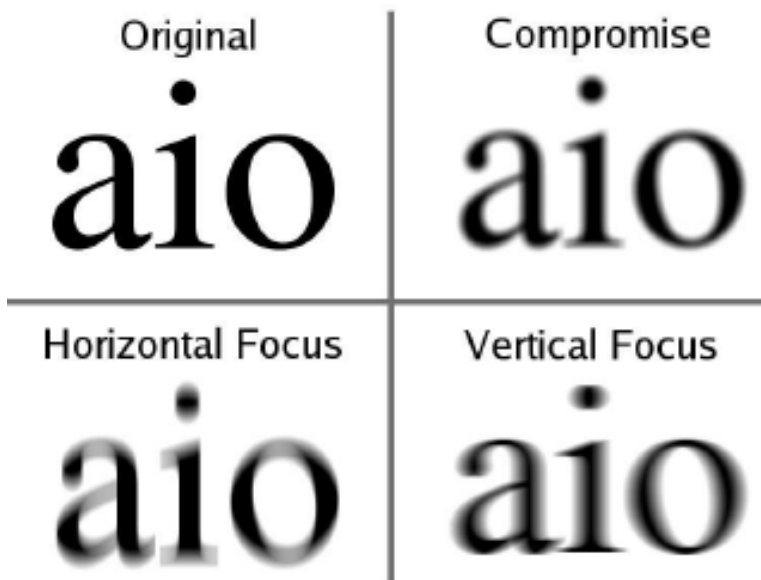 Original
aio
Compromise
aio
Horizontal Focus
aio
Vertical Focus
aio